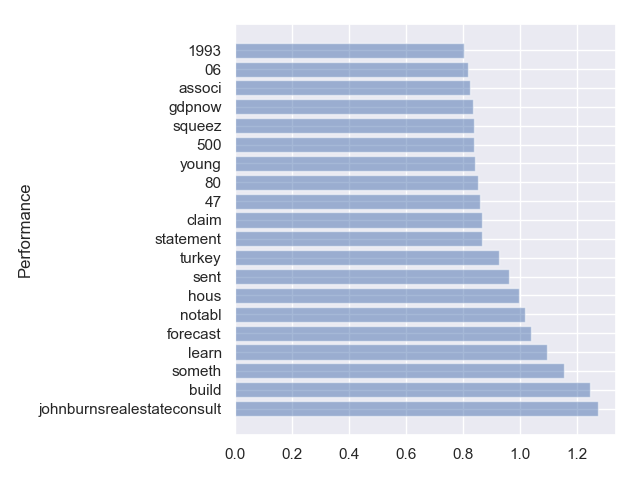 1993
06
associ
gdpnow
squeez
500
young
80
47
claim
statement
turkey
sent
hous
notabl
forecast
learn
someth
build
johnburnsrealestateconsult
Performance
0.0 0.2 0.4 0.6 0.8 1.0 1.2